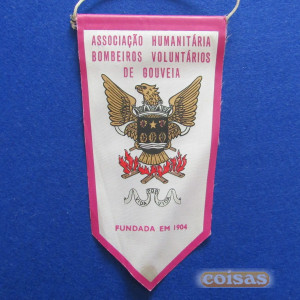 ASSOCIAÇÃO HUMANITÁRIA
BOMBEIROS VOLUNTÁRIOS
DE GOUVEIA
FUNDADA EM 1904
coisas